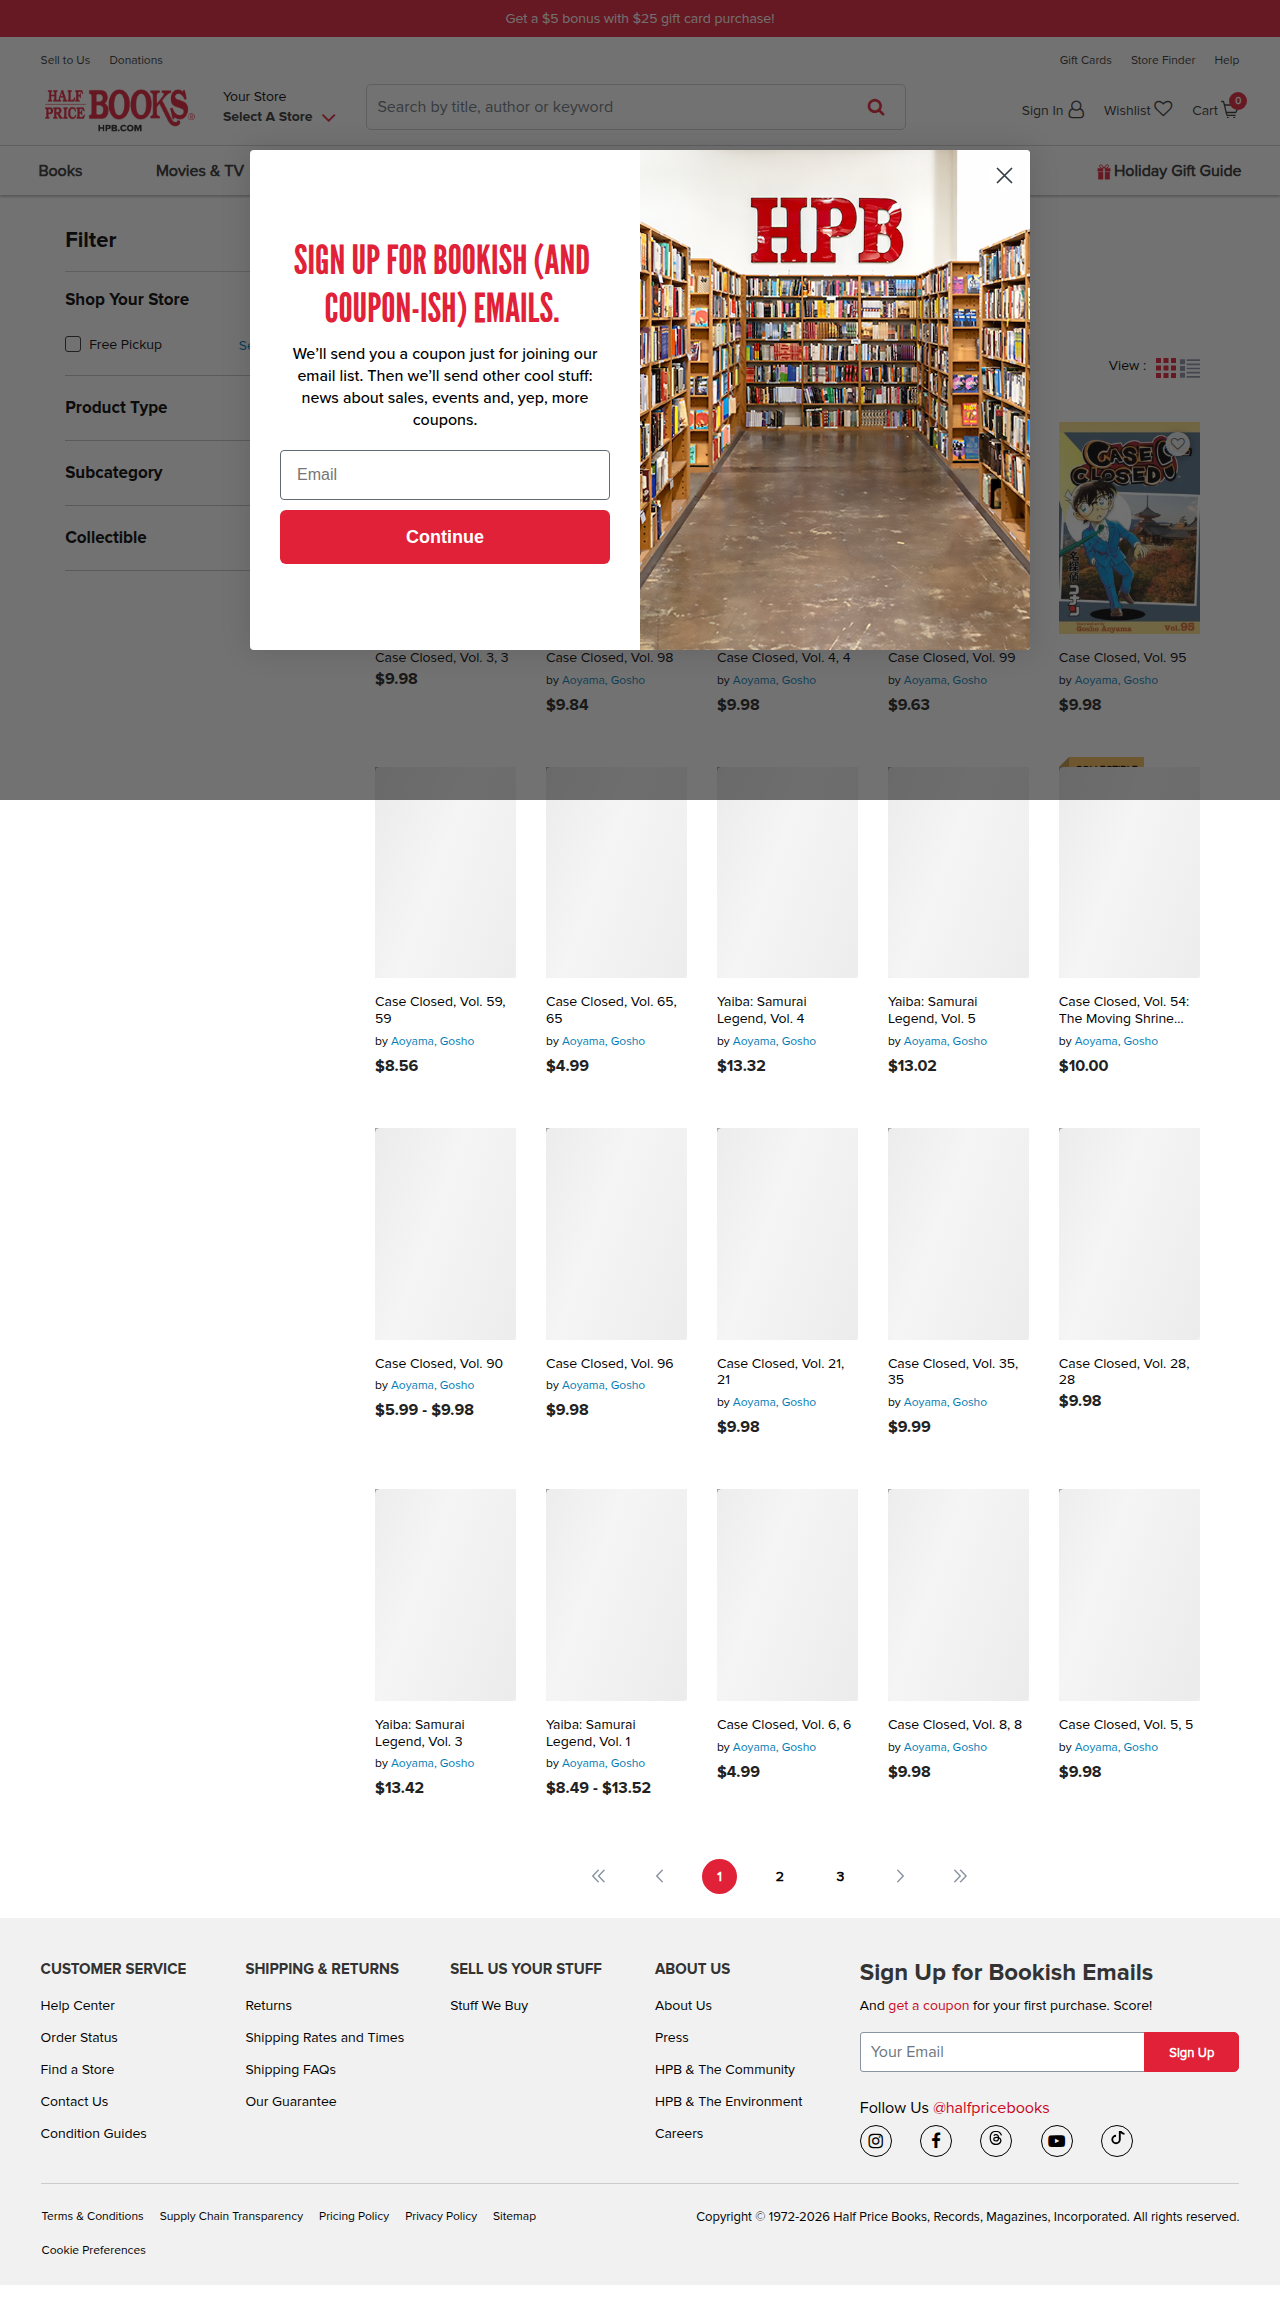 Get a $5 bonus with $25 gift card purchase!
Sell to Us Donations
Gift Cards Store Finder Help
HALF PRICE BOOKS®
HPB.COM
Your Store
Select A Store
Search by title, author or keyword
Sign In Wishlist Cart 0
Books Movies & TV Holiday Gift Guide
Filter
Shop Your Store
Free Pickup
Product Type
Subcategory
Collectible
SIGN UP FOR BOOKISH (AND
COUPON-ISH) EMAILS.
We'll send you a coupon just for joining our
email list. Then we'll send other cool stuff:
news about sales, events and, yep, more
coupons.
Email
Continue
HPB
View :
CASE CLOSED!
名探偵コナン
Gosho Aoyama Vol. 95
Case Closed, Vol. 3, 3
$9.98
Case Closed, Vol. 98
by Aoyama, Gosho
$9.84
Case Closed, Vol. 4, 4
by Aoyama, Gosho
$9.98
Case Closed, Vol. 99
by Aoyama, Gosho
$9.63
Case Closed, Vol. 95
by Aoyama, Gosho
$9.98
Case Closed, Vol. 59,
59
by Aoyama, Gosho
$8.56
Case Closed, Vol. 65,
65
by Aoyama, Gosho
$4.99
Yaiba: Samurai
Legend, Vol. 4
by Aoyama, Gosho
$13.32
Yaiba: Samurai
Legend, Vol. 5
by Aoyama, Gosho
$13.02
Case Closed, Vol. 54:
The Moving Shrine...
by Aoyama, Gosho
$10.00
Case Closed, Vol. 90
by Aoyama, Gosho
$5.99 - $9.98
Case Closed, Vol. 96
by Aoyama, Gosho
$9.98
Case Closed, Vol. 21,
21
by Aoyama, Gosho
$9.98
Case Closed, Vol. 35,
35
by Aoyama, Gosho
$9.99
Case Closed, Vol. 28,
28
$9.98
Yaiba: Samurai
Legend, Vol. 3
by Aoyama, Gosho
$13.42
Yaiba: Samurai
Legend, Vol. 1
by Aoyama, Gosho
$8.49 - $13.52
Case Closed, Vol. 6, 6
by Aoyama, Gosho
$4.99
Case Closed, Vol. 8, 8
by Aoyama, Gosho
$9.98
Case Closed, Vol. 5, 5
by Aoyama, Gosho
$9.98
1 2 3
CUSTOMER SERVICE
Help Center
Order Status
Find a Store
Contact Us
Condition Guides
SHIPPING & RETURNS
Returns
Shipping Rates and Times
Shipping FAQs
Our Guarantee
SELL US YOUR STUFF
Stuff We Buy
ABOUT US
About Us
Press
HPB & The Community
HPB & The Environment
Careers
Sign Up for Bookish Emails
And get a coupon for your first purchase. Score!
Your Email
Sign Up
Follow Us @halfpricebooks
Terms & Conditions Supply Chain Transparency Pricing Policy Privacy Policy Sitemap
Cookie Preferences
Copyright © 1972-2026 Half Price Books, Records, Magazines, Incorporated. All rights reserved.